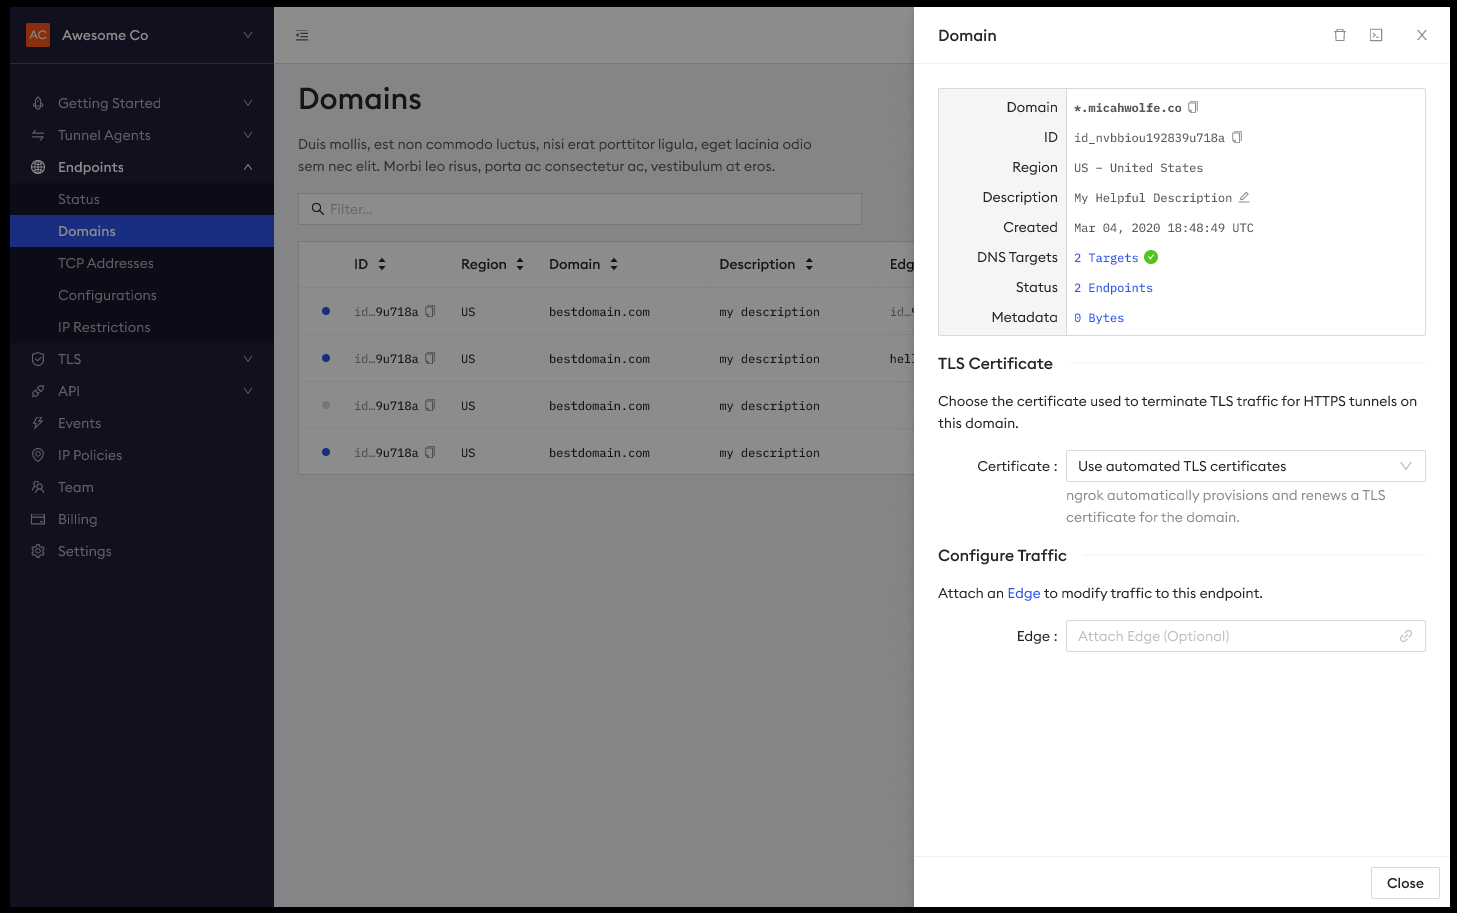 AC Awesome Co
Getting Started
Tunnel Agents
Endpoints
Status
Domains
TCP Addresses
Configurations
IP Restrictions
TLS
API
Events
IP Policies
Team
Billing
Settings
Domains
Duis mollis, est non commodo luctus, nisi erat porttitor ligula, eget lacinia odio
sem nec elit. Morbi leo risus, porta ac consectetur ac, vestibulum at eros.
Filter...
ID Region Domain Description Edg
id…9u718a US bestdomain.com my description id…9
id…9u718a US bestdomain.com my description hell
id…9u718a US bestdomain.com my description
id…9u718a US bestdomain.com my description
Domain
Domain *.micahwolfe.co
ID id_nvbbiou192839u718a
Region US – United States
Description My Helpful Description
Created Mar 04, 2020 18:48:49 UTC
DNS Targets 2 Targets
Status 2 Endpoints
Metadata 0 Bytes
TLS Certificate
Choose the certificate used to terminate TLS traffic for HTTPS tunnels on
this domain.
Certificate : Use automated TLS certificates
ngrok automatically provisions and renews a TLS
certificate for the domain.
Configure Traffic
Attach an Edge to modify traffic to this endpoint.
Edge : Attach Edge (Optional)
Close